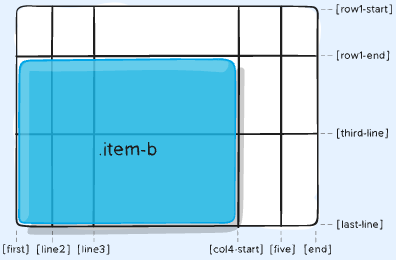 [row1-start]
[row1-end]
[third-line]
.item-b
[last-line]
[first] [line2] [line3] [col4-start] [five] [end]